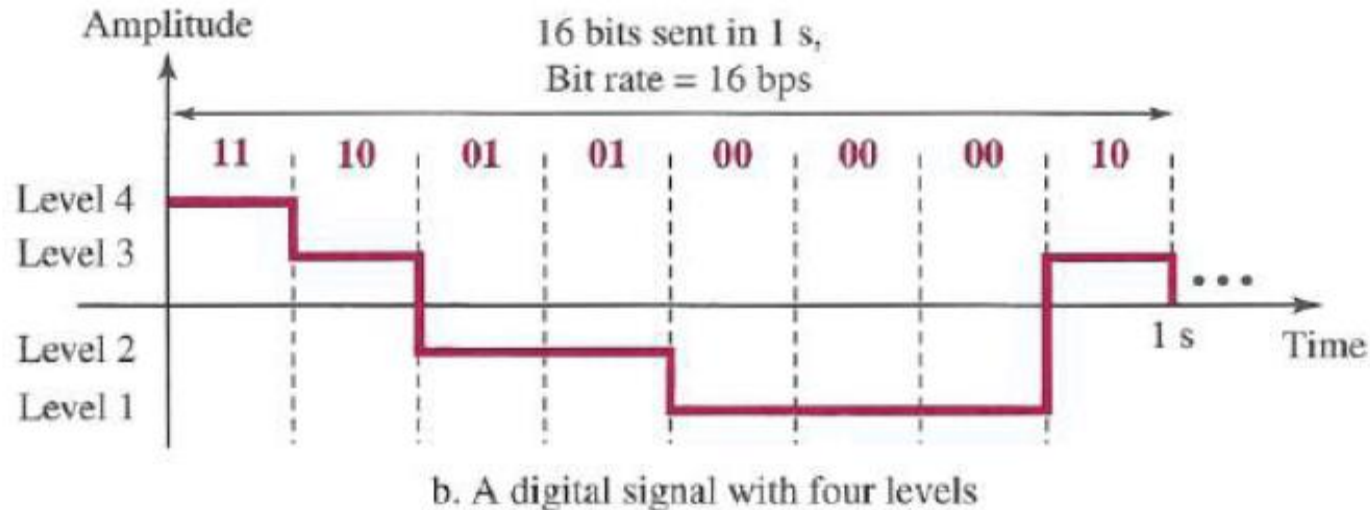 Amplitude
16 bits sent in 1 s,
Bit rate = 16 bps
11 10 01 01 00 00 00 10
Level 4
Level 3
Level 2
Level 1
1 s
Time
b. A digital signal with four levels